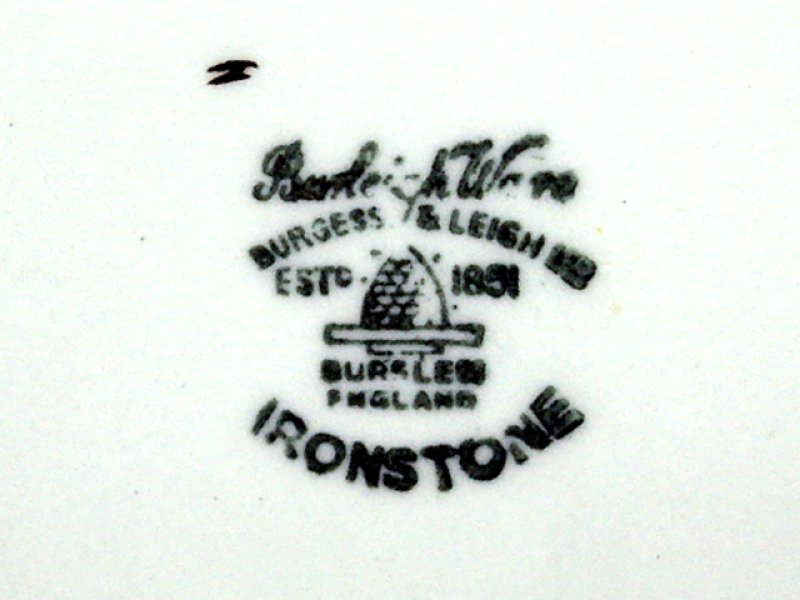 Burleigh Ware
BURGESS & LEIGH LTD
ESTD 1851
BURSLEM
ENGLAND
IRONSTONE